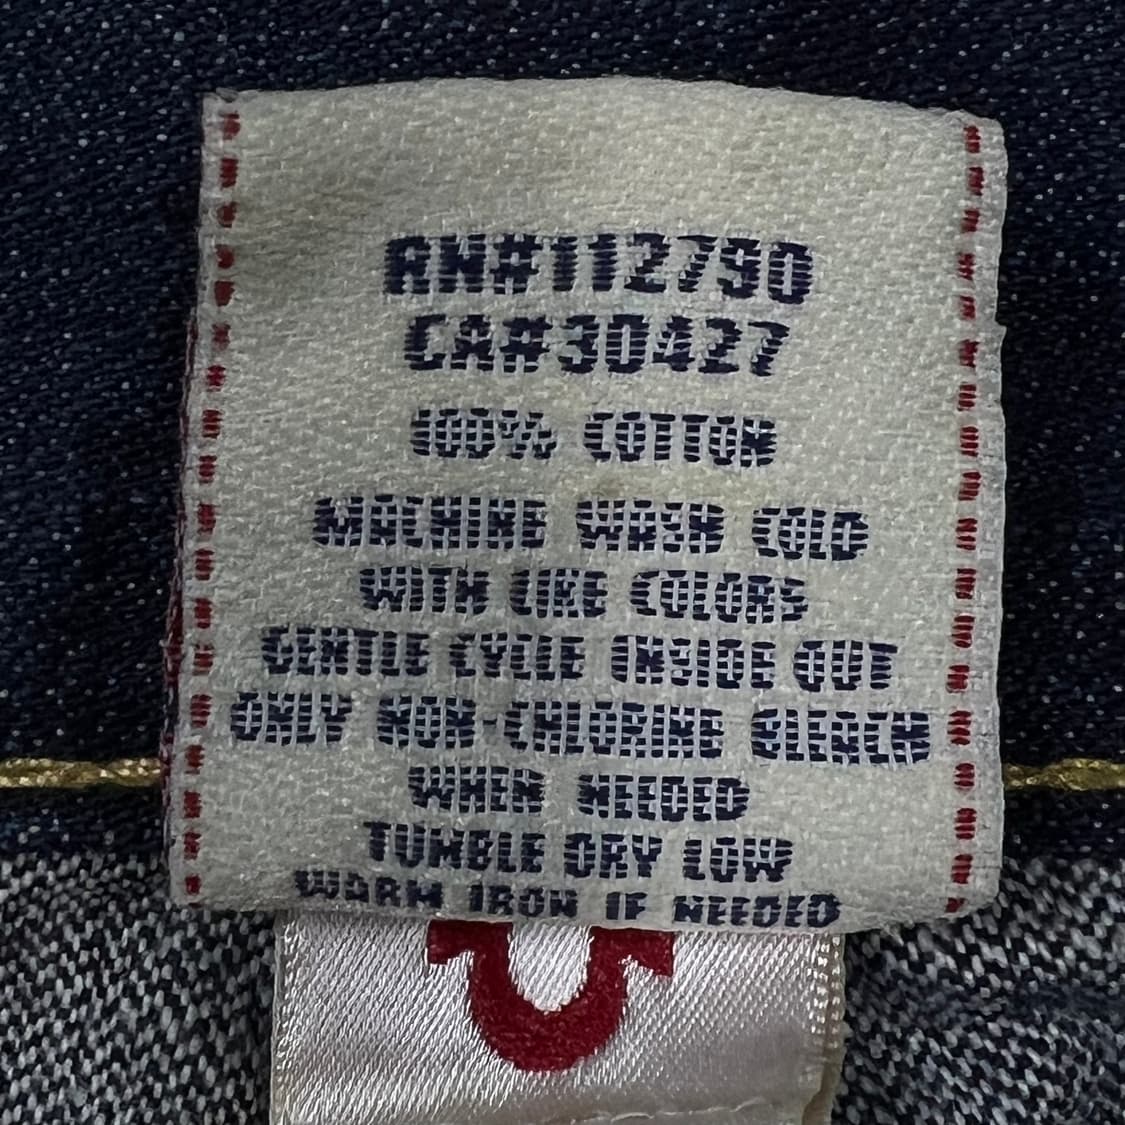 RN#112790
CA#30427
100% COTTON
MACHINE WASH COLD
WITH LIKE COLORS
GENTLE CYCLE INSIDE OUT
ONLY NON-CHLORINE BLEACH
WHEN NEEDED
TUMBLE DRY LOW
WARM IRON IF NEEDED